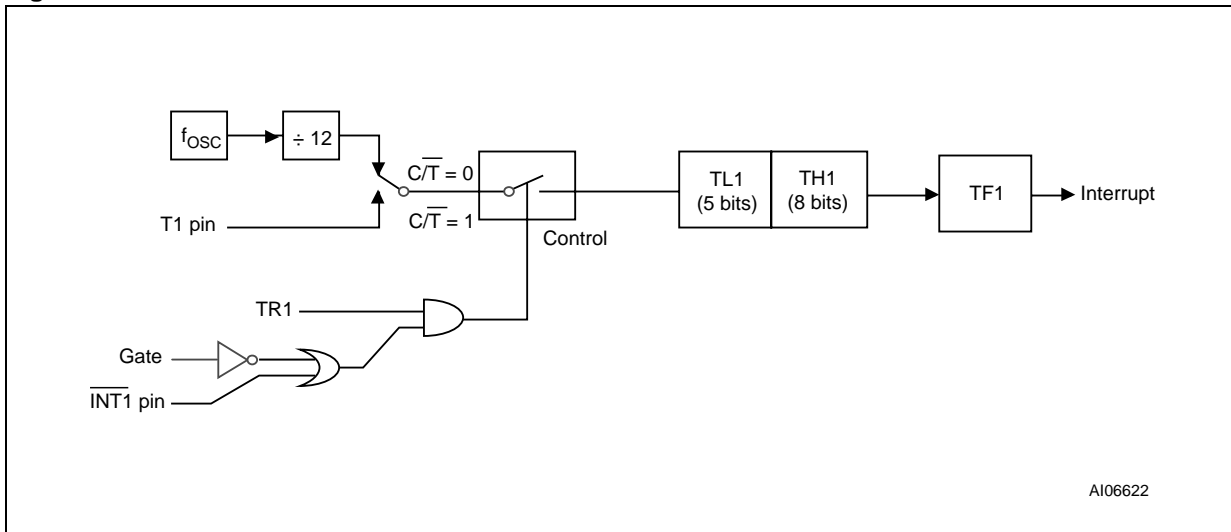 fOSC
÷ 12
C/T̅ = 0
T1 pin
C/T̅ = 1
Control
TL1
(5 bits)
TH1
(8 bits)
TF1
Interrupt
TR1
Gate
I̅N̅T̅1̅ pin
AI06622